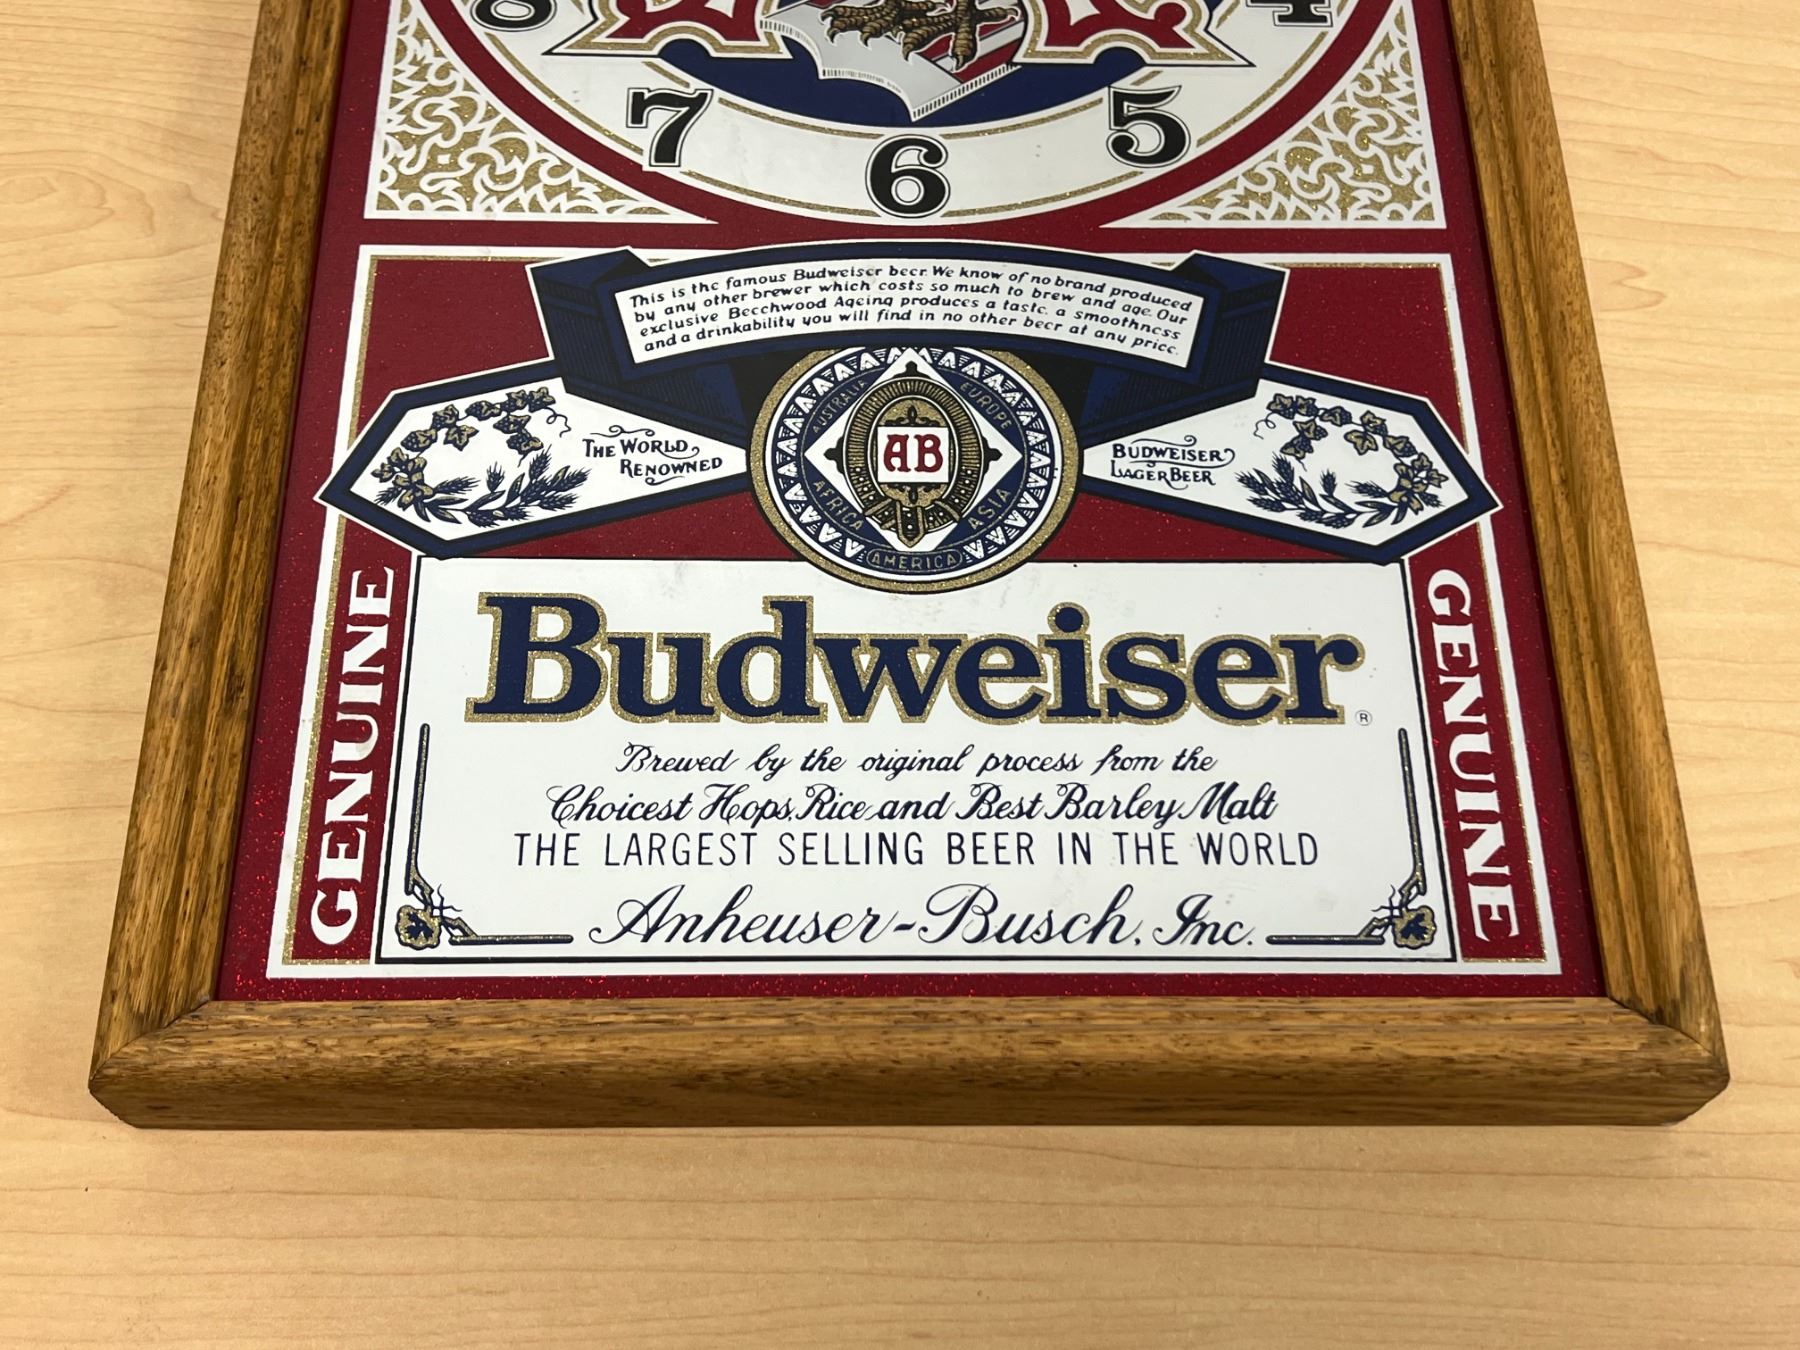 8 4
7 5
6
This is the famous Budweiser beer. We know of no brand produced
by any other brewer which costs so much to brew and age. Our
exclusive Beechwood Ageing produces a taste, a smoothness
and a drinkability you will find in no other beer at any price.
AUSTRALIA EUROPE
THE WORLD
RENOWNED
AB
BUDWEISER
LAGER BEER
AFRICA ASIA
AMERICA
GENUINE
GENUINE
Budweiser®
Brewed by the original process from the
Choicest Hops, Rice and Best Barley Malt
THE LARGEST SELLING BEER IN THE WORLD
Anheuser-Busch, Inc.